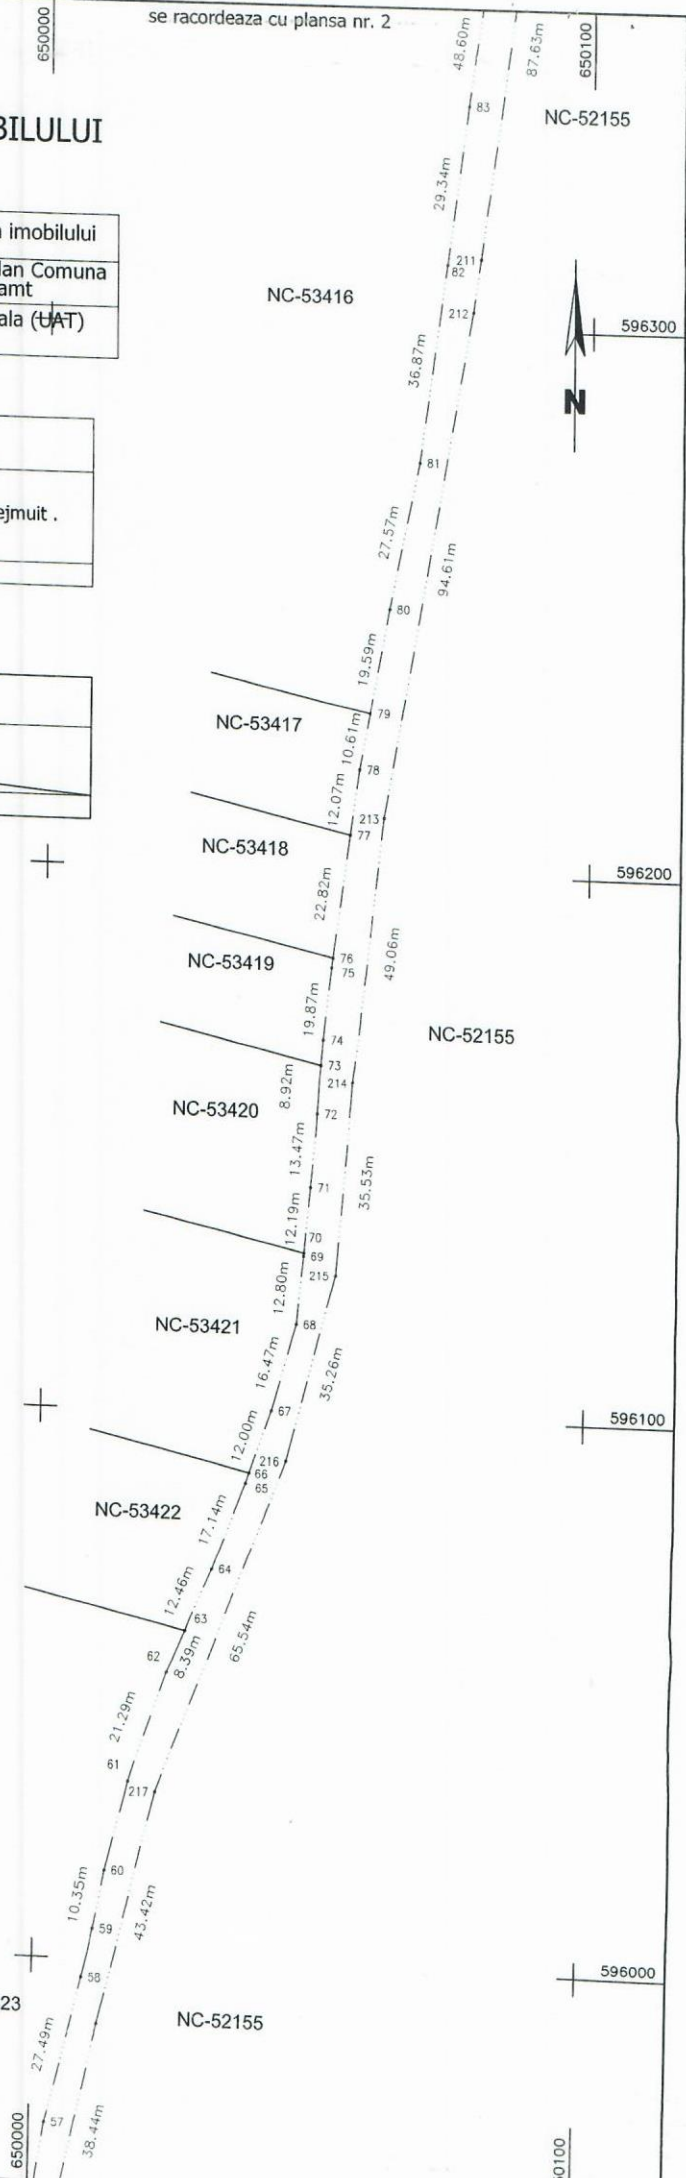 650000
se racordeaza cu plansa nr. 2
48.60m
87.63m
650100
83
NC-52155
BILULUI
29.34m
imobilului
lan Comuna
amt
ala (UAT)
211
82
NC-53416
212
596300
36.87m
N
81
ejmuit .
27.57m
94.61m
80
19.59m
79
NC-53417
10.61m
78
12.07m
213
77
NC-53418
596200
22.82m
49.06m
76
NC-53419
75
19.87m
74
NC-52155
73
8.92m
214
NC-53420
72
13.47m
35.53m
71
12.19m
70
69
215
12.80m
NC-53421
68
16.47m
35.26m
67
596100
12.00m
216
66
65
NC-53422
17.14m
64
12.46m
63
65.54m
62
8.39m
21.29m
61
217
60
10.35m
43.42m
59
58
596000
23
NC-52155
27.49m
57
38.44m
650000
0100